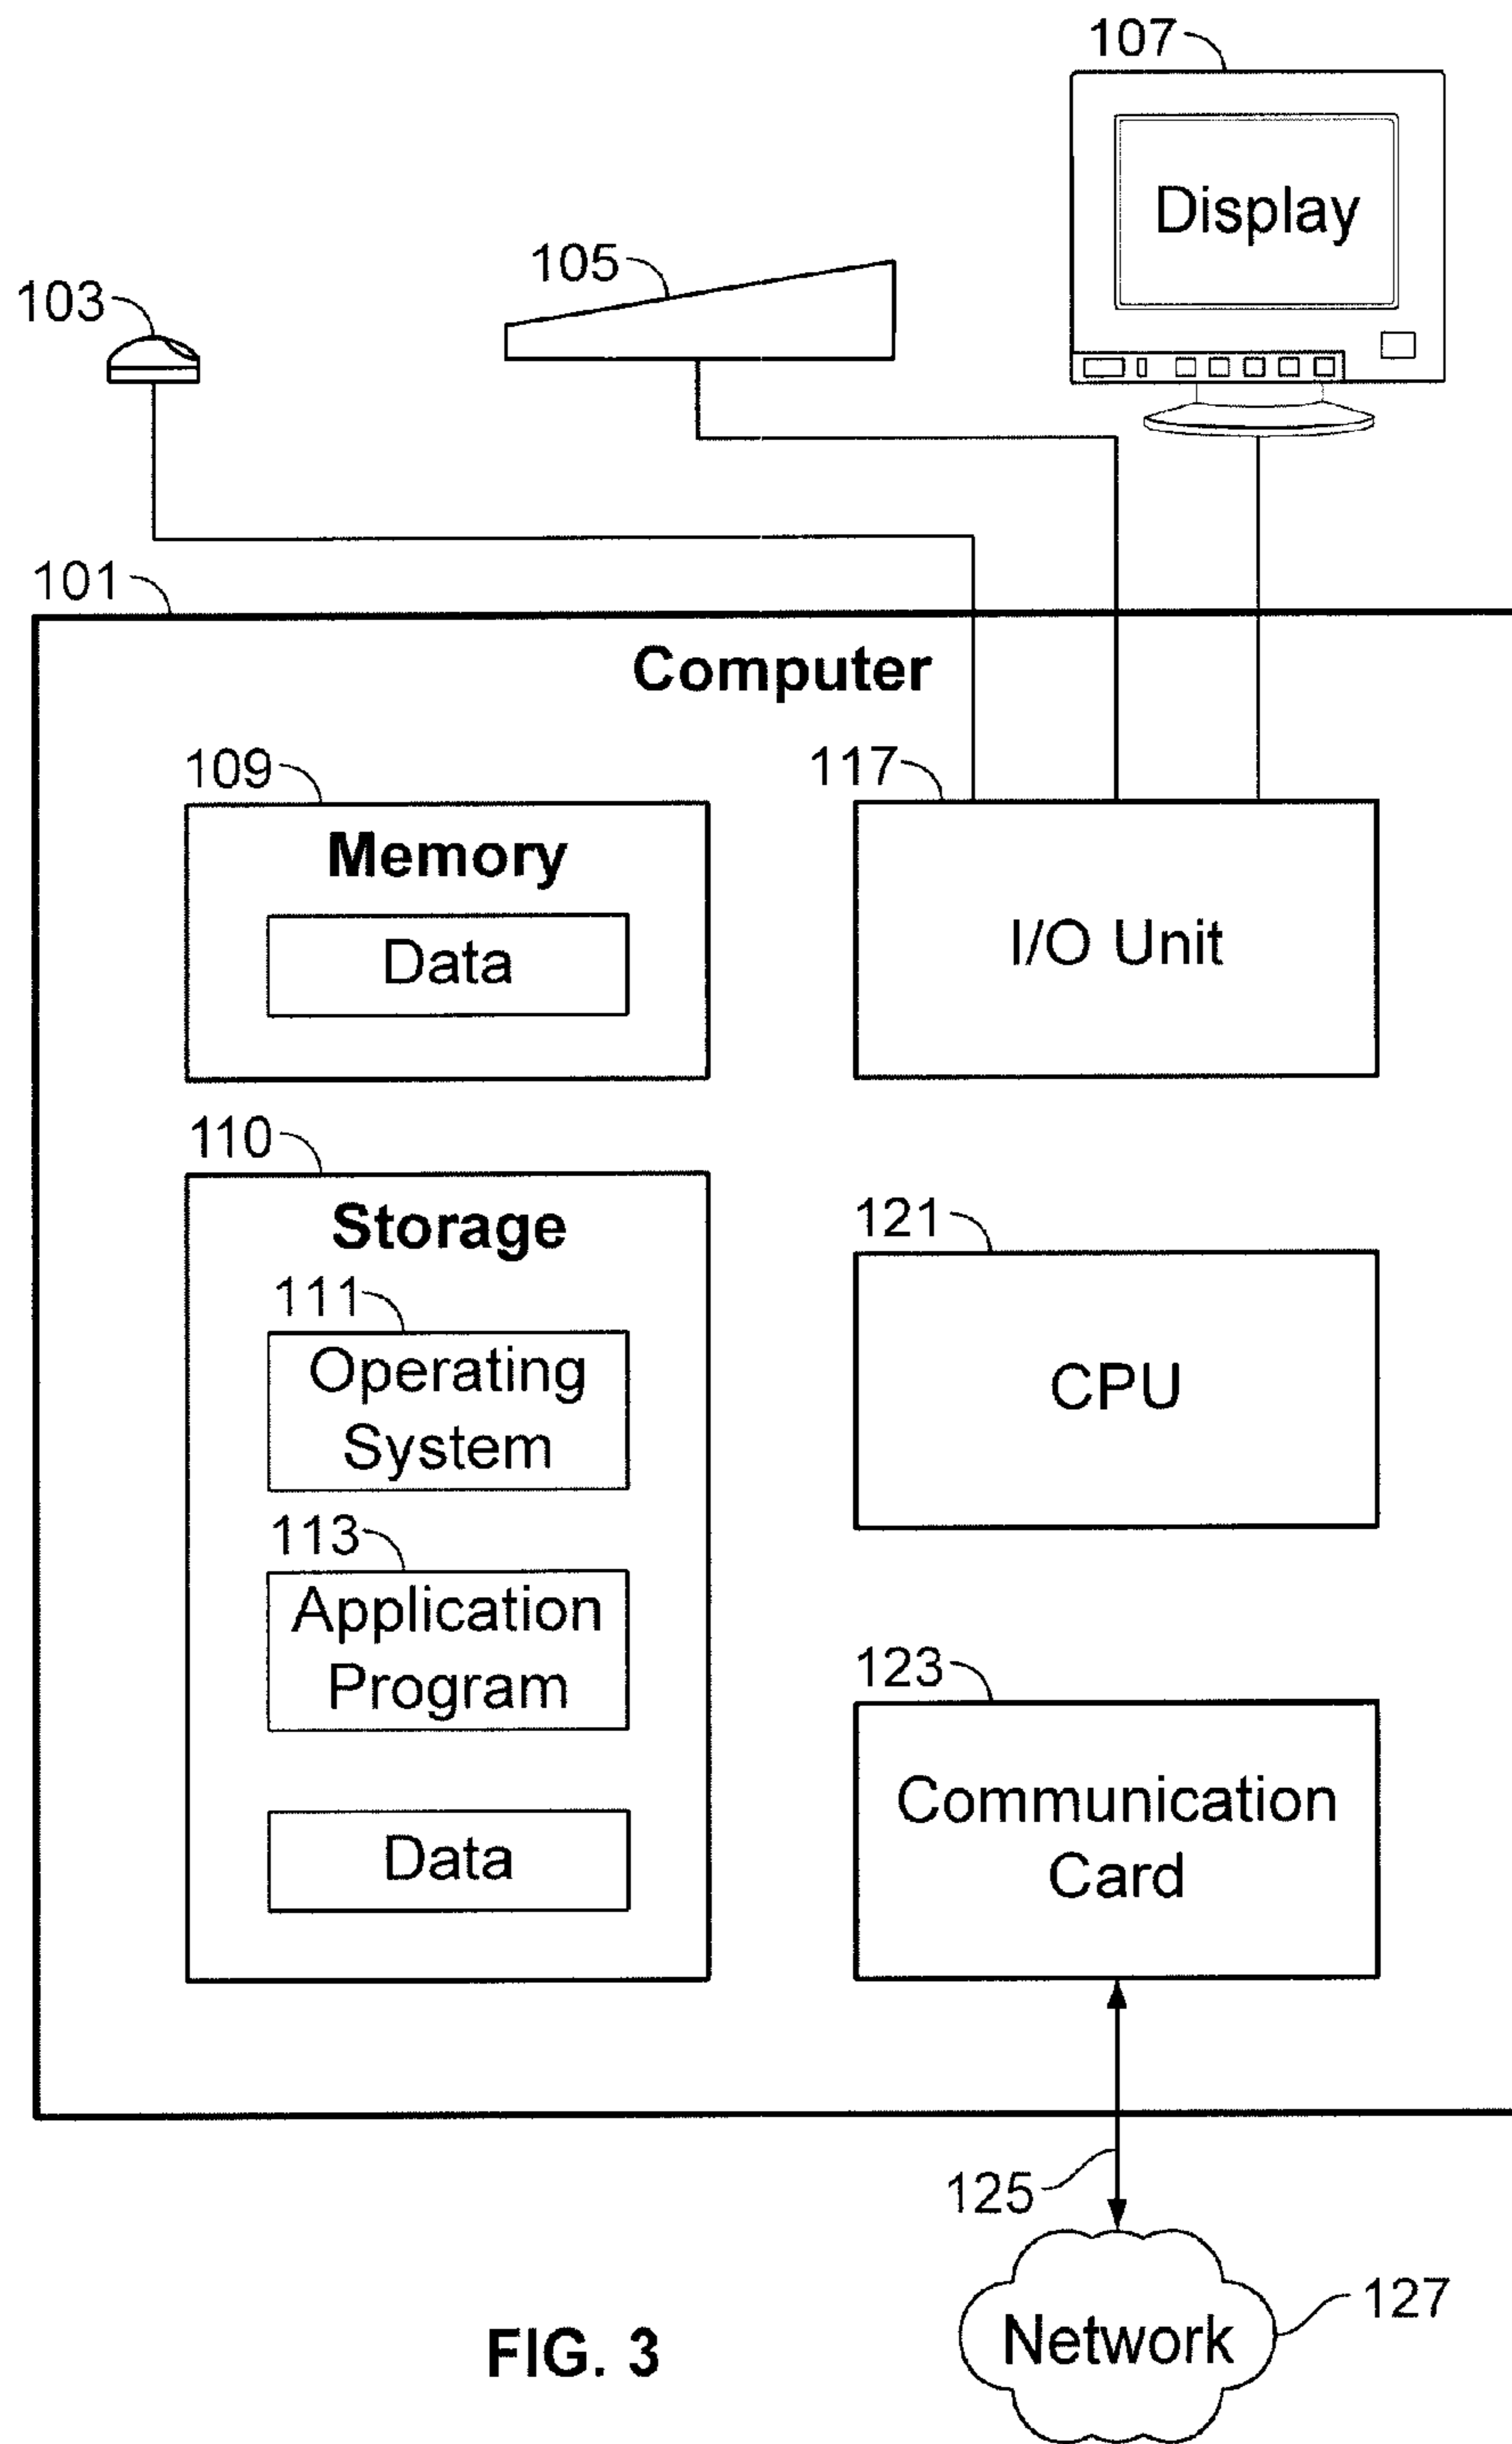 107
Display
105
103
101
Computer
109
Memory
Data
117
I/O Unit
110
Storage
111
Operating
System
113
Application
Program
Data
121
CPU
123
Communication
Card
125
Network
127
FIG. 3